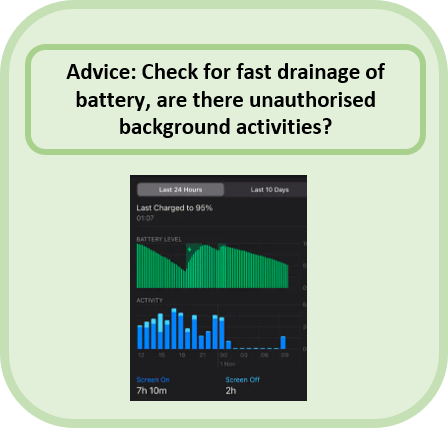 Advice: Check for fast drainage of
battery, are there unauthorised
background activities?
Last 24 Hours Last 10 Days
Last Charged to 95%
01:07
BATTERY LEVEL
ACTIVITY
12 15 18 21 00 03 06 09
1 Nov
Screen On Screen Off
7h 10m 2h